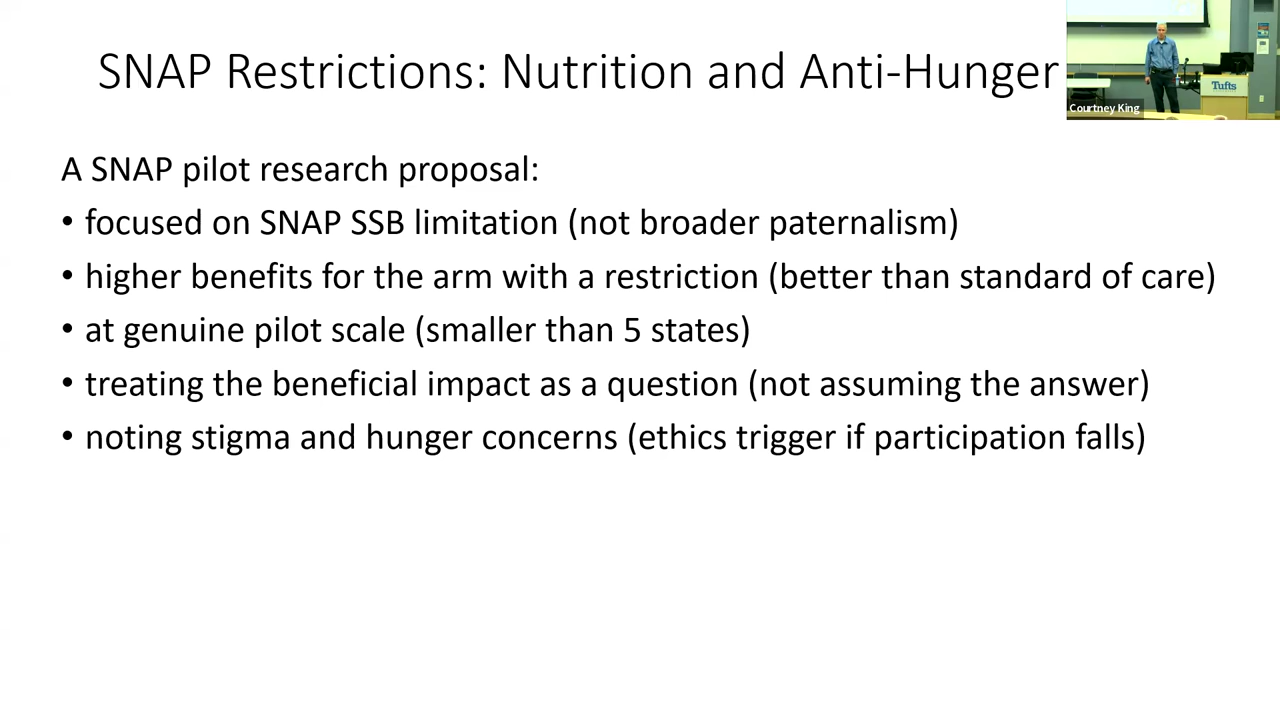 SNAP Restrictions: Nutrition and Anti-Hunger
Courtney King
Tufts
A SNAP pilot research proposal:
• focused on SNAP SSB limitation (not broader paternalism)
• higher benefits for the arm with a restriction (better than standard of care)
• at genuine pilot scale (smaller than 5 states)
• treating the beneficial impact as a question (not assuming the answer)
• noting stigma and hunger concerns (ethics trigger if participation falls)